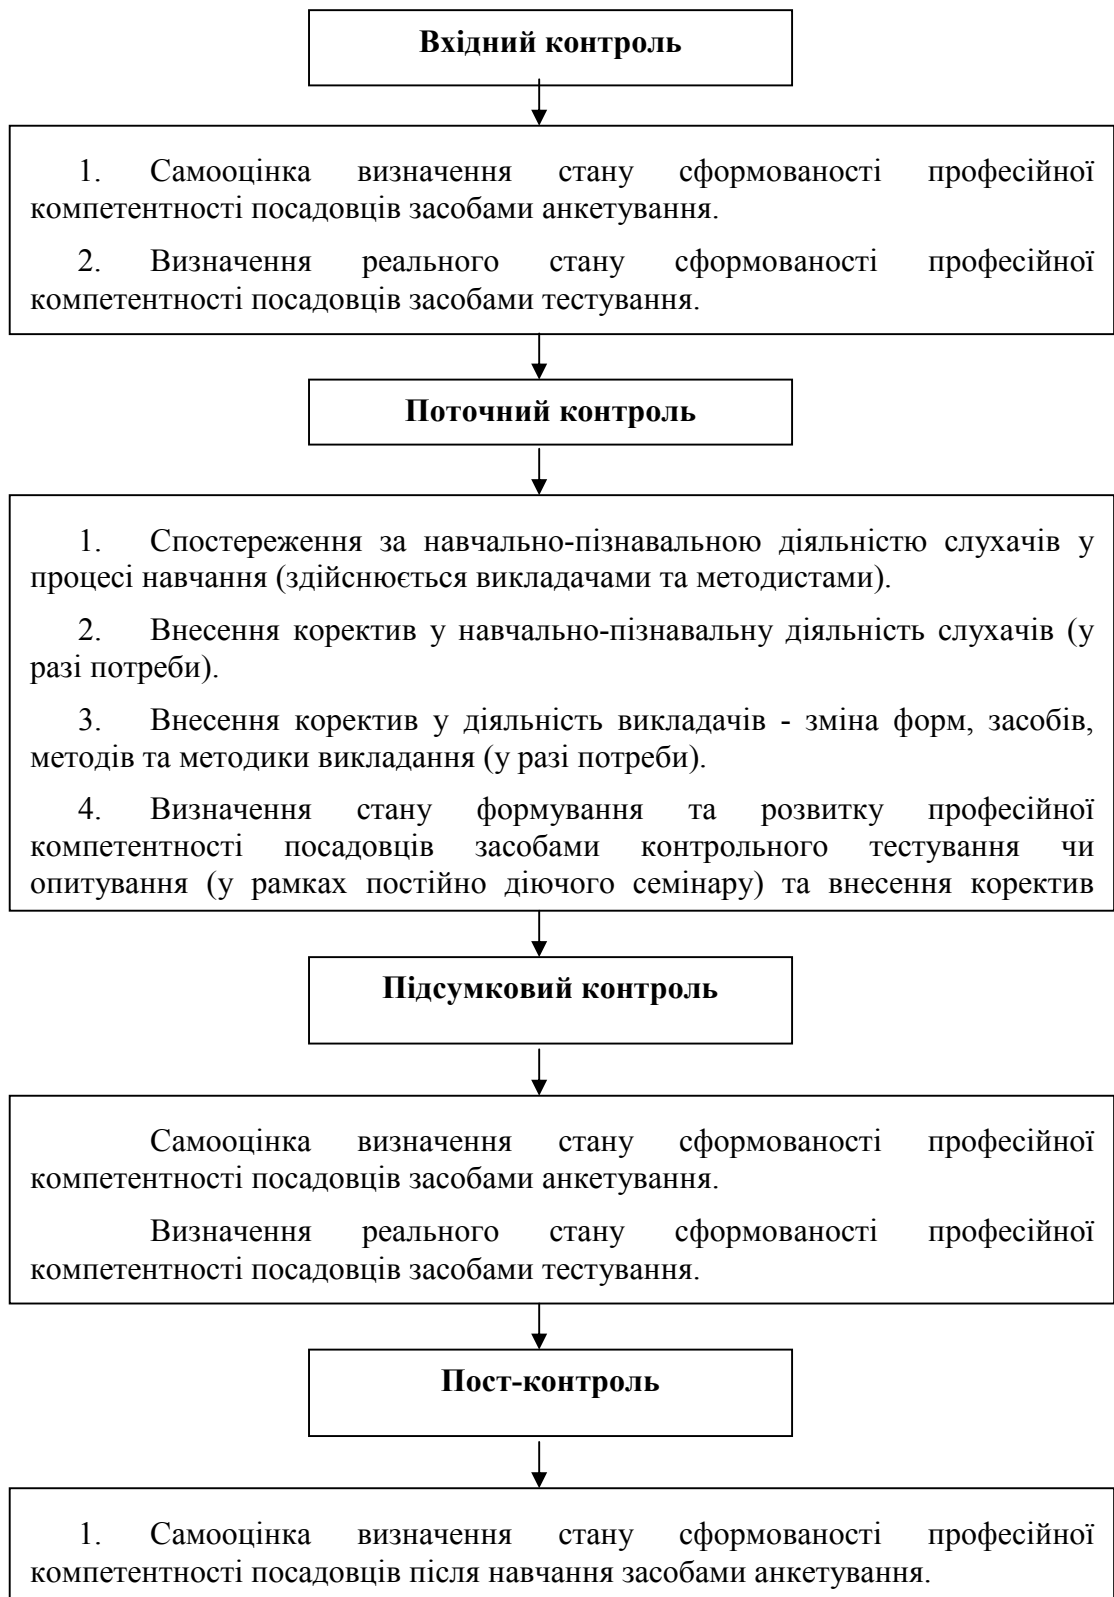 Вхідний контроль
1. Самооцінка визначення стану сформованості професійної
компетентності посадовців засобами анкетування.
2. Визначення реального стану сформованості професійної
компетентності посадовців засобами тестування.
Поточний контроль
1. Спостереження за навчально-пізнавальною діяльністю слухачів у
процесі навчання (здійснюється викладачами та методистами).
2. Внесення коректив у навчально-пізнавальну діяльність слухачів (у
разі потреби).
3. Внесення коректив у діяльність викладачів - зміна форм, засобів,
методів та методики викладання (у разі потреби).
4. Визначення стану формування та розвитку професійної
компетентності посадовців засобами контрольного тестування чи
опитування (у рамках постійно діючого семінару) та внесення коректив
Підсумковий контроль
Самооцінка визначення стану сформованості професійної
компетентності посадовців засобами анкетування.
Визначення реального стану сформованості професійної
компетентності посадовців засобами тестування.
Пост-контроль
1. Самооцінка визначення стану сформованості професійної
компетентності посадовців після навчання засобами анкетування.